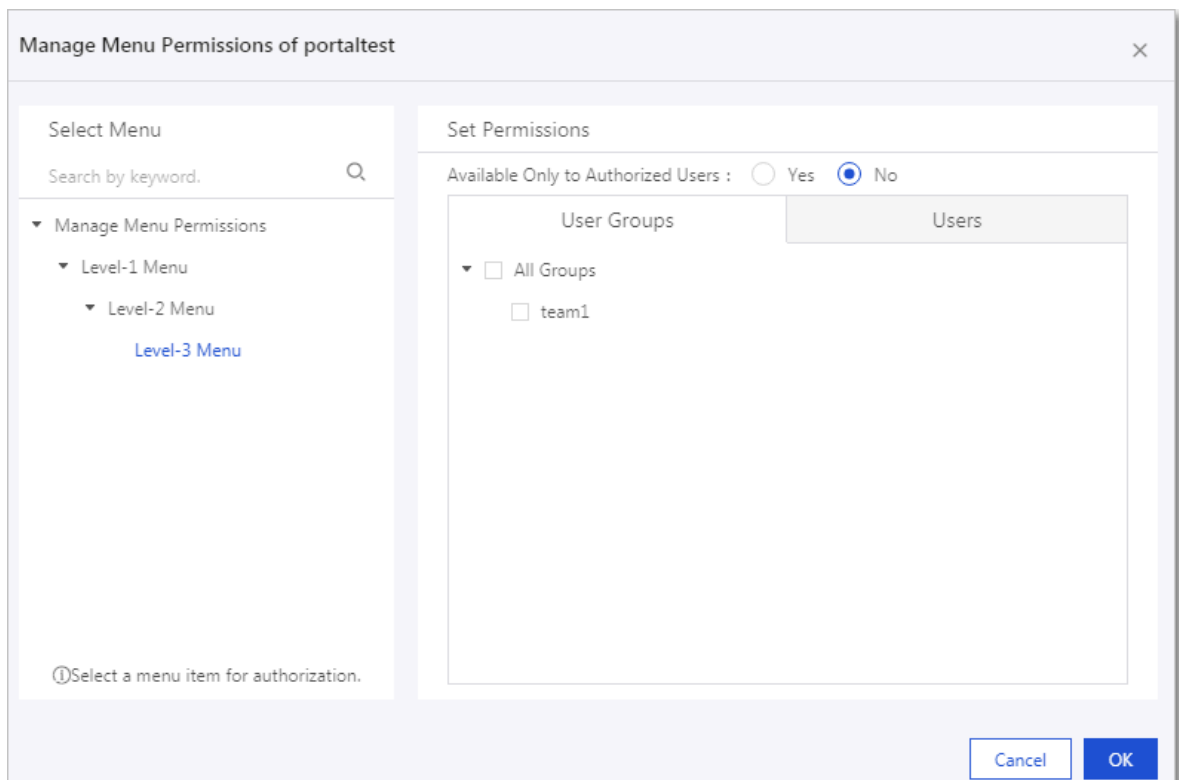 Manage Menu Permissions of portaltest
Select Menu
Search by keyword.
Manage Menu Permissions
Level-1 Menu
Level-2 Menu
Level-3 Menu
Select a menu item for authorization.
Set Permissions
Available Only to Authorized Users : Yes No
User Groups Users
All Groups
team1
Cancel OK